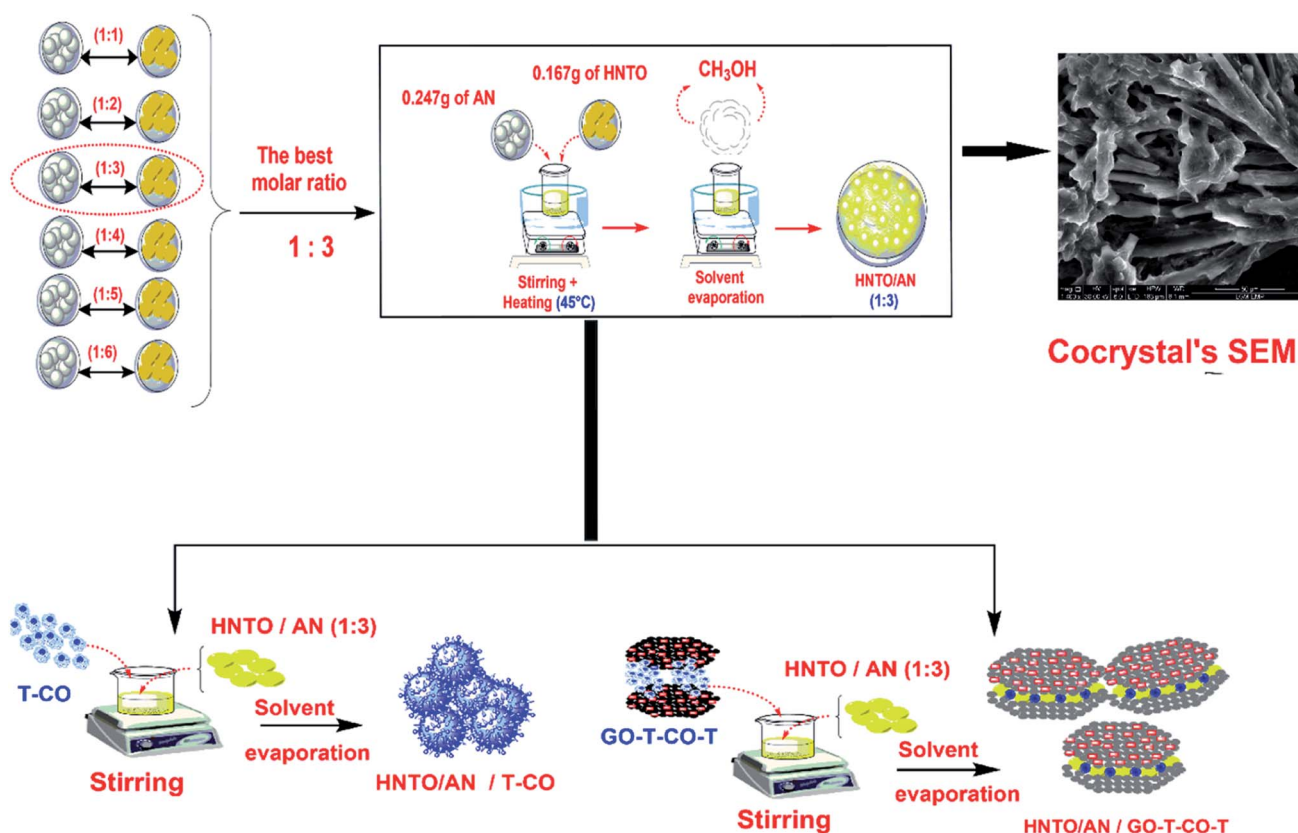 (1:1)
(1:2)
(1:3)
(1:4)
(1:5)
(1:6)
The best
molar ratio
1 : 3
0.247g of AN
0.167g of HNTO
CH₃OH
Stirring +
Heating (45°C)
Solvent
evaporation
HNTO/AN
(1:3)
Cocrystal's SEM
T-CO
HNTO / AN (1:3)
Stirring
Solvent
evaporation
HNTO/AN / T-CO
GO-T-CO-T
HNTO / AN (1:3)
Stirring
Solvent
evaporation
HNTO/AN / GO-T-CO-T